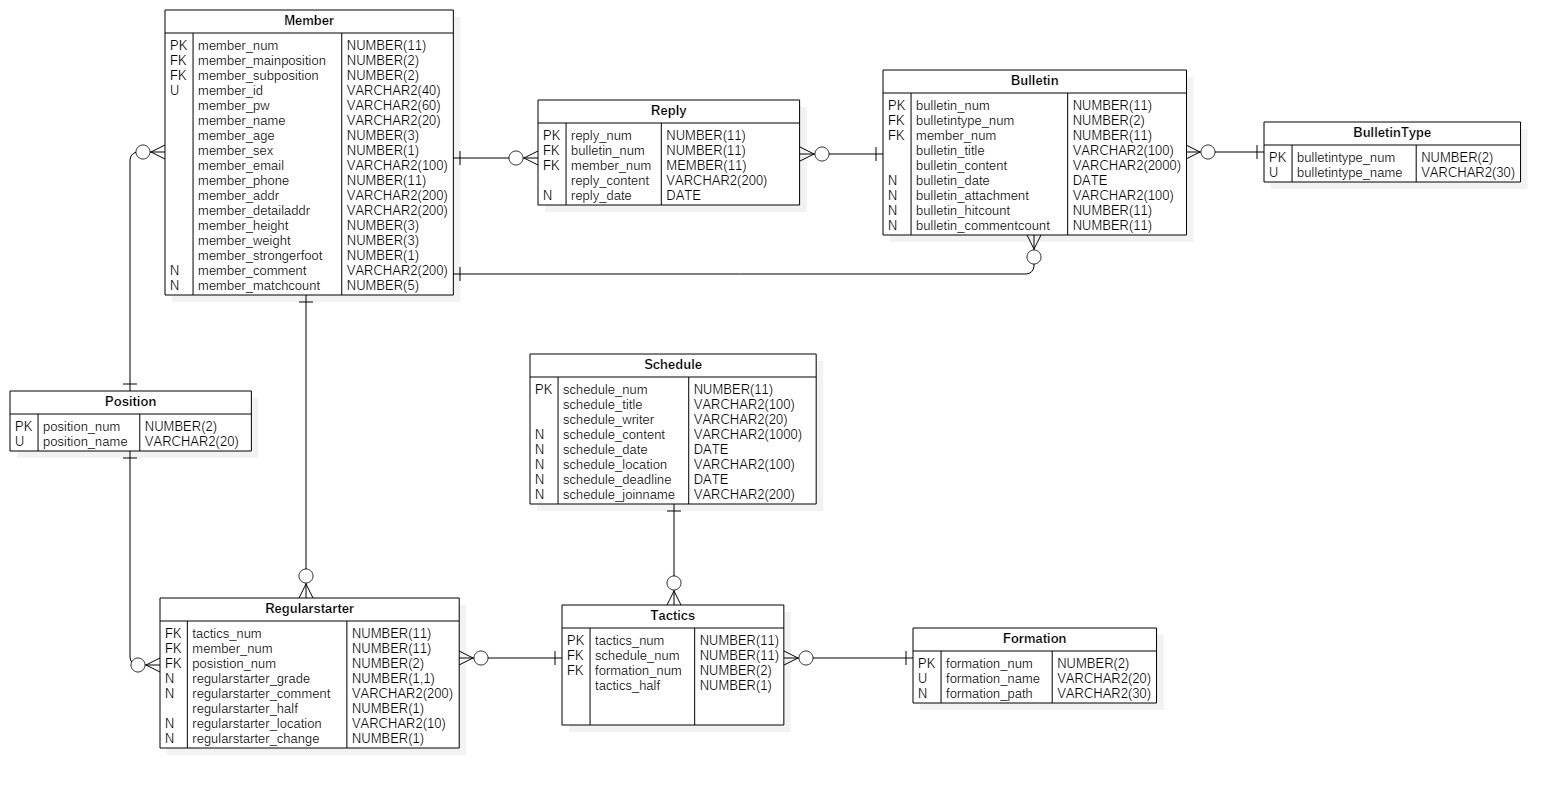 Member
PK member_num NUMBER(11)
FK member_mainposition NUMBER(2)
FK member_subposition NUMBER(2)
U member_id VARCHAR2(40)
member_pw VARCHAR2(60)
member_name VARCHAR2(20)
member_age NUMBER(3)
member_sex NUMBER(1)
member_email VARCHAR2(100)
member_phone NUMBER(11)
member_addr VARCHAR2(200)
member_detailaddr VARCHAR2(200)
member_height NUMBER(3)
member_weight NUMBER(3)
member_strongerfoot NUMBER(1)
N member_comment VARCHAR2(200)
N member_matchcount NUMBER(5)
Reply
PK reply_num NUMBER(11)
FK bulletin_num NUMBER(11)
FK member_num MEMBER(11)
reply_content VARCHAR2(200)
N reply_date DATE
Bulletin
PK bulletin_num NUMBER(11)
FK bulletintype_num NUMBER(2)
FK member_num NUMBER(11)
bulletin_title VARCHAR2(100)
bulletin_content VARCHAR2(2000)
N bulletin_date DATE
N bulletin_attachment VARCHAR2(100)
N bulletin_hitcount NUMBER(11)
N bulletin_commentcount NUMBER(11)
BulletinType
PK bulletintype_num NUMBER(2)
U bulletintype_name VARCHAR2(30)
Position
PK position_num NUMBER(2)
U position_name VARCHAR2(20)
Schedule
PK schedule_num NUMBER(11)
schedule_title VARCHAR2(100)
schedule_writer VARCHAR2(20)
N schedule_content VARCHAR2(1000)
N schedule_date DATE
N schedule_location VARCHAR2(100)
N schedule_deadline DATE
N schedule_joinname VARCHAR2(200)
Regularstarter
FK tactics_num NUMBER(11)
FK member_num NUMBER(11)
FK posistion_num NUMBER(2)
N regularstarter_grade NUMBER(1,1)
N regularstarter_comment VARCHAR2(200)
regularstarter_half NUMBER(1)
N regularstarter_location VARCHAR2(10)
N regularstarter_change NUMBER(1)
Tactics
PK tactics_num NUMBER(11)
FK schedule_num NUMBER(11)
FK formation_num NUMBER(2)
tactics_half NUMBER(1)
Formation
PK formation_num NUMBER(2)
U formation_name VARCHAR2(20)
N formation_path VARCHAR2(30)